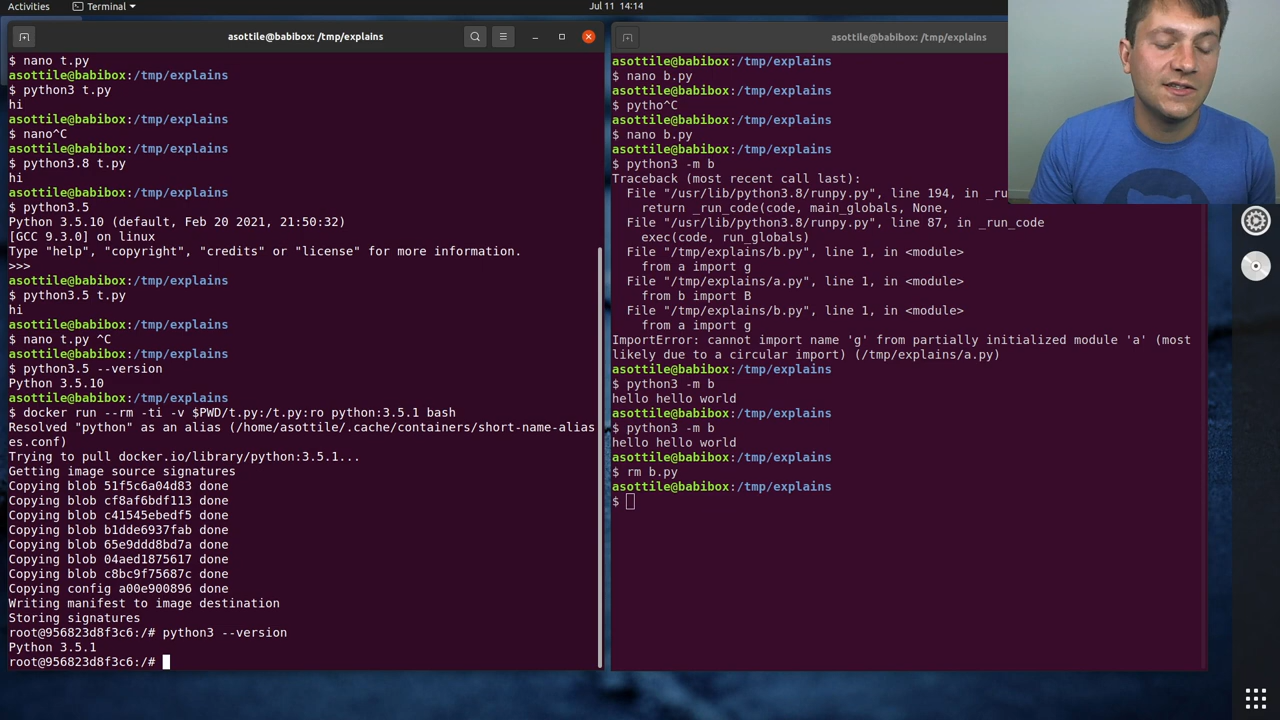 Activities
Terminal
Jul 11 14:14
asottile@babibox: /tmp/explains
$ nano t.py
asottile@babibox:/tmp/explains
$ python3 t.py
hi
asottile@babibox:/tmp/explains
$ nano^C
asottile@babibox:/tmp/explains
$ python3.8 t.py
hi
asottile@babibox:/tmp/explains
$ python3.5
Python 3.5.10 (default, Feb 20 2021, 21:50:32)
[GCC 9.3.0] on linux
Type "help", "copyright", "credits" or "license" for more information.
>>>
asottile@babibox:/tmp/explains
$ python3.5 t.py
hi
asottile@babibox:/tmp/explains
$ nano t.py ^C
asottile@babibox:/tmp/explains
$ python3.5 --version
Python 3.5.10
asottile@babibox:/tmp/explains
$ docker run --rm -ti -v $PWD/t.py:/t.py:ro python:3.5.1 bash
Resolved "python" as an alias (/home/asottile/.cache/containers/short-name-alias
es.conf)
Trying to pull docker.io/library/python:3.5.1...
Getting image source signatures
Copying blob 51f5c6a04d83 done
Copying blob cf8af6bdf113 done
Copying blob c41545ebedf5 done
Copying blob b1dde6937fab done
Copying blob 65e9ddd8bd7a done
Copying blob 04aed1875617 done
Copying blob c8bc9f75687c done
Copying config a00e900896 done
Writing manifest to image destination
Storing signatures
root@956823d8f3c6:/# python3 --version
Python 3.5.1
root@956823d8f3c6:/#
asottile@babibox: /tmp/explains
asottile@babibox:/tmp/explains
$ nano b.py
asottile@babibox:/tmp/explains
$ pytho^C
asottile@babibox:/tmp/explains
$ nano b.py
asottile@babibox:/tmp/explains
$ python3 -m b
Traceback (most recent call last):
File "/usr/lib/python3.8/runpy.py", line 194, in _ru
return _run_code(code, main_globals, None,
File "/usr/lib/python3.8/runpy.py", line 87, in _run_code
exec(code, run_globals)
File "/tmp/explains/b.py", line 1, in <module>
from a import g
File "/tmp/explains/a.py", line 1, in <module>
from b import B
File "/tmp/explains/b.py", line 1, in <module>
from a import g
ImportError: cannot import name 'g' from partially initialized module 'a' (most
likely due to a circular import) (/tmp/explains/a.py)
asottile@babibox:/tmp/explains
$ python3 -m b
hello hello world
asottile@babibox:/tmp/explains
$ python3 -m b
hello hello world
asottile@babibox:/tmp/explains
$ rm b.py
asottile@babibox:/tmp/explains
$